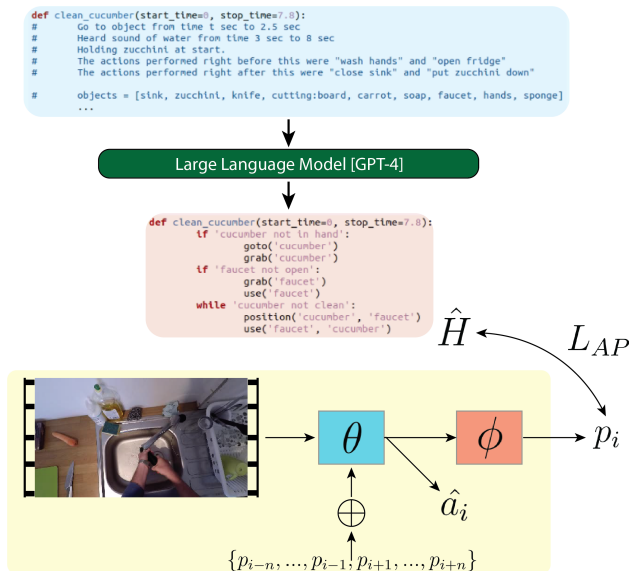 def clean_cucumber(start_time=0, stop_time=7.8):
# Go to object from time t sec to 2.5 sec
# Heard sound of water from time 3 sec to 8 sec
# Holding zucchini at start.
# The actions performed right before this were "wash hands" and "open fridge"
# The actions performed right after this were "close sink" and "put zucchini down"
# objects = [sink, zucchini, knife, cutting:board, carrot, soap, faucet, hands, sponge]
...
Large Language Model [GPT-4]
def clean_cucumber(start_time=0, stop_time=7.8):
if 'cucumber not in hand':
goto('cucumber')
grab('cucumber')
if 'faucet not open':
grab('faucet')
use('faucet')
while 'cucumber not clean':
position('cucumber', 'faucet')
use('faucet', 'cucumber')
Ĥ
L_{AP}
θ
ϕ
p_i
â_i
{p_{i-n}, ..., p_{i-1}, p_{i+1}, ..., p_{i+n}}